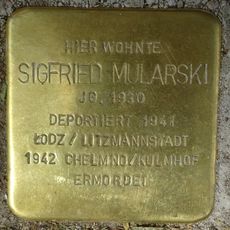 HIER WOHNTE
SIGFRIED MULARSKI
JG. 1930
DEPORTIERT 1941
ŁODZ / LITZMANNSTADT
1942 CHELMNO/KULMHOF
ERMORDET